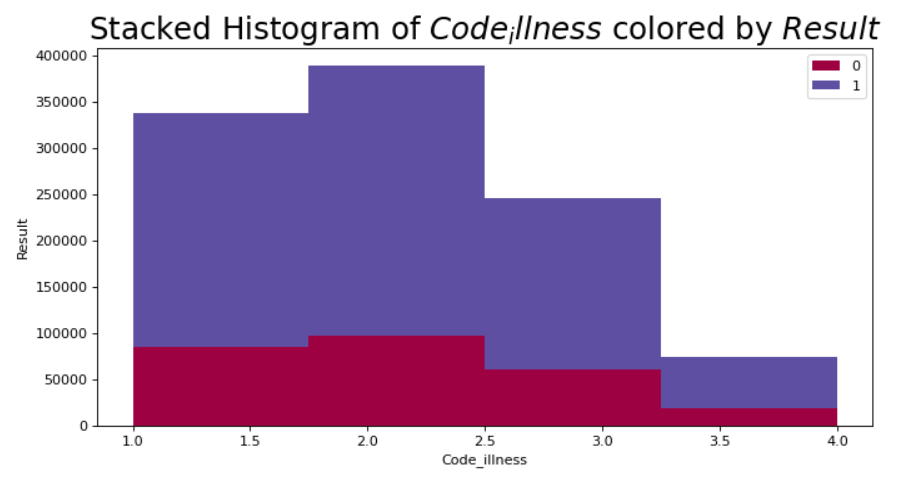 Stacked Histogram of Codeᵢllness colored by Result
0
1
400000
350000
300000
250000
200000
150000
100000
50000
0
Result
1.0 1.5 2.0 2.5 3.0 3.5 4.0
Code_illness